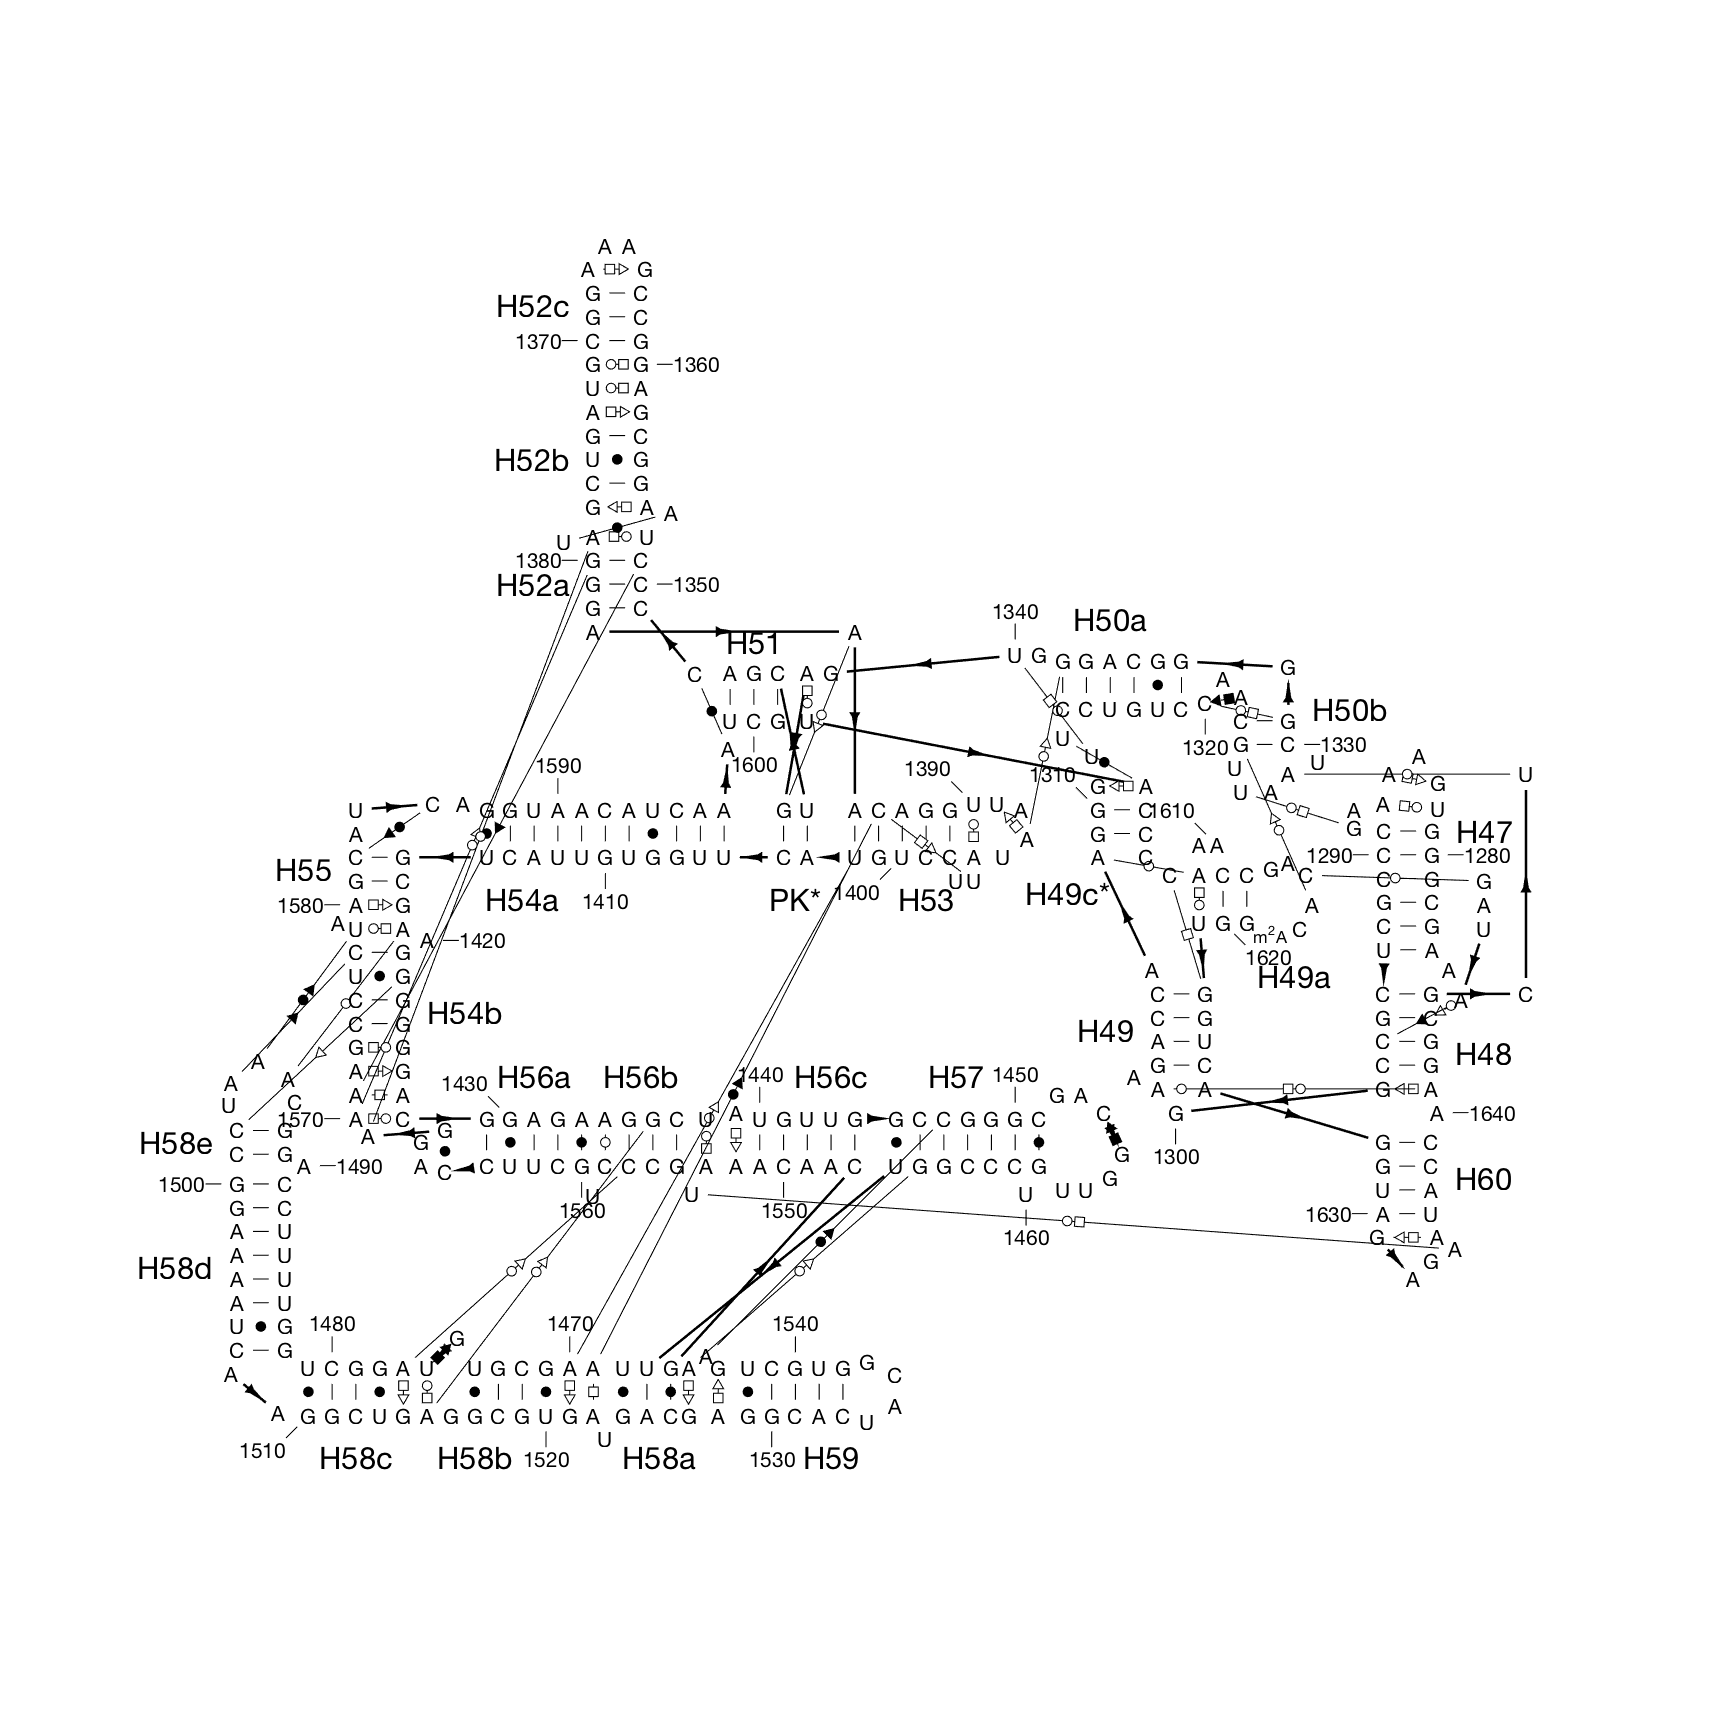 A A
A G
G C
H52c
G C
1370 C G
G G 1360
U A
A G
G C
H52b U G
C G
G A A
U A U
1380 G C
H52a G C 1350
G C
A A
1340 H50a
H51
U G G G A C G G G
C A G C A G
A A
U C G U C C U G U C C C G H50b
A 1600 U 1320 G C 1330
1590 1390 1310 U U A
U A A G U
U C A G G U A A C A U C A A G U A C A G G U U A G A
G C 1610 U A A A U
A A G C G C G H47
C G U C A U U G U G G U U C A U G U C C A U A C A A 1290 C G 1280
H55 G C H54a 1410 PK* 1400 H53 U U H49c* C A C C G A C C G G
1580 A G G C A A
A U A A 1420 U G G m²A C C G U
C G 1620 H49a U A
U G A A
C G H54b C G C G A C
C G H49 C G G C
G G A U C G H48
A G H56a H56b 1440 H56c H57 1450 G C C G
1430 A A A G A
A A G A C
1570 A C G G A G A A G G C U A U G U U G G C C G G G C C G A 1640
A G G 1300 G C
H58e U C G G C
C G A 1490 A C C U U C G C C C G A A A C A A C U G G C C C G G U A H60
1500 G C U U U U U G
G C 1560 1550 1460 1630 A U
A U G A A
H58d A U G
A U A
A U
U G 1480 G 1470 1540
C G
A U C G G A U U G C G A A U U G A A G U C G U G G C
A G G C U G A G G C G U G A G A C G A G G C A C U A
1510 U
H58c H58b 1520 H58a 1530 H59